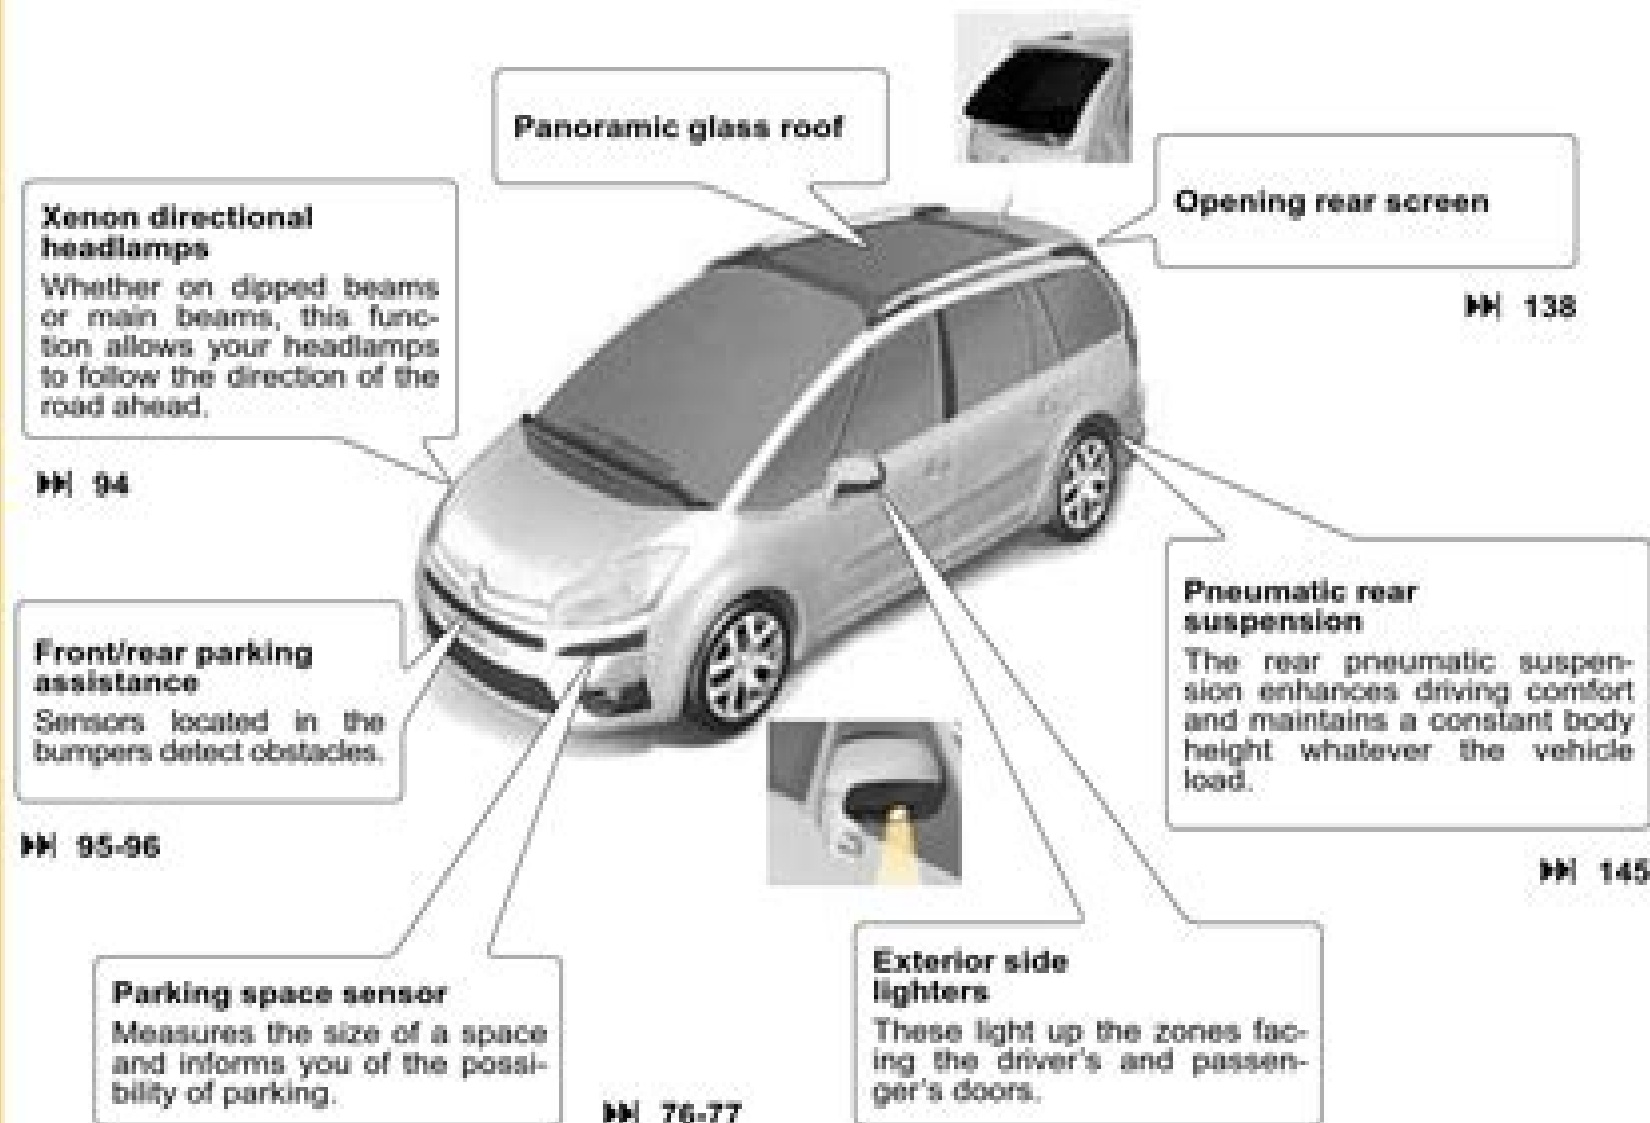 Panoramic glass roof
Opening rear screen
138
Xenon directional
headlamps
Whether on dipped beams
or main beams, this func-
tion allows your headlamps
to follow the direction of the
road ahead.
94
Front/rear parking
assistance
Sensors located in the
bumpers detect obstacles.
95-96
Pneumatic rear
suspension
The rear pneumatic suspen-
sion enhances driving comfort
and maintains a constant body
height whatever the vehicle
load.
145
Parking space sensor
Measures the size of a space
and informs you of the possi-
bility of parking.
76-77
Exterior side
lighters
These light up the zones fac-
ing the driver's and passen-
ger's doors.